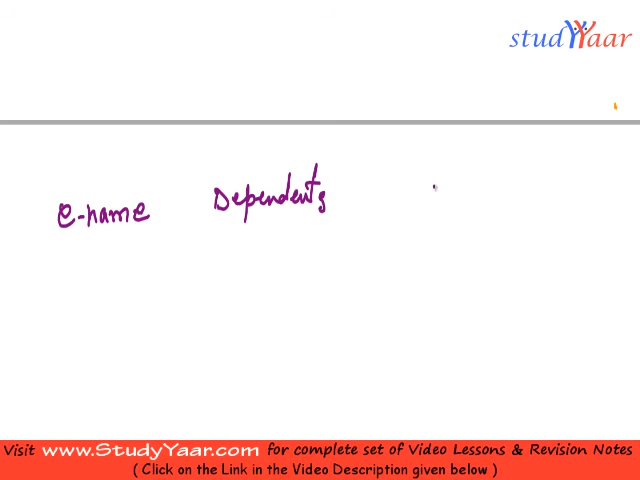 studYYaar
e-name Dependents
Visit www.StudyYaar.com for complete set of Video Lessons & Revision Notes
( Click on the Link in the Video Description given below )